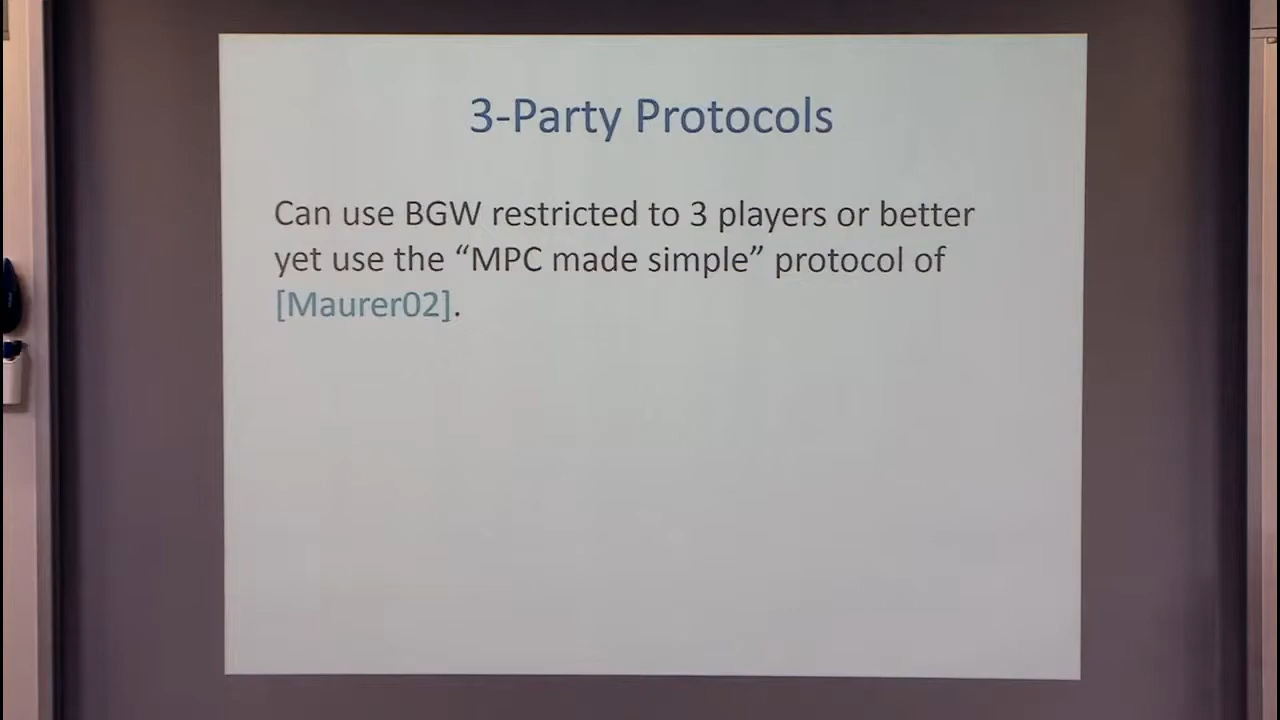 3-Party Protocols
Can use BGW restricted to 3 players or better
yet use the “MPC made simple” protocol of
[Maurer02].